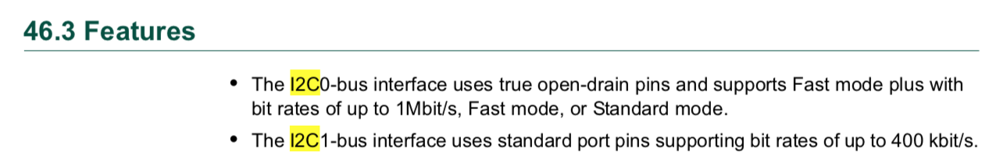 46.3 Features
• The I2C0-bus interface uses true open-drain pins and supports Fast mode plus with
bit rates of up to 1Mbit/s, Fast mode, or Standard mode.
• The I2C1-bus interface uses standard port pins supporting bit rates of up to 400 kbit/s.